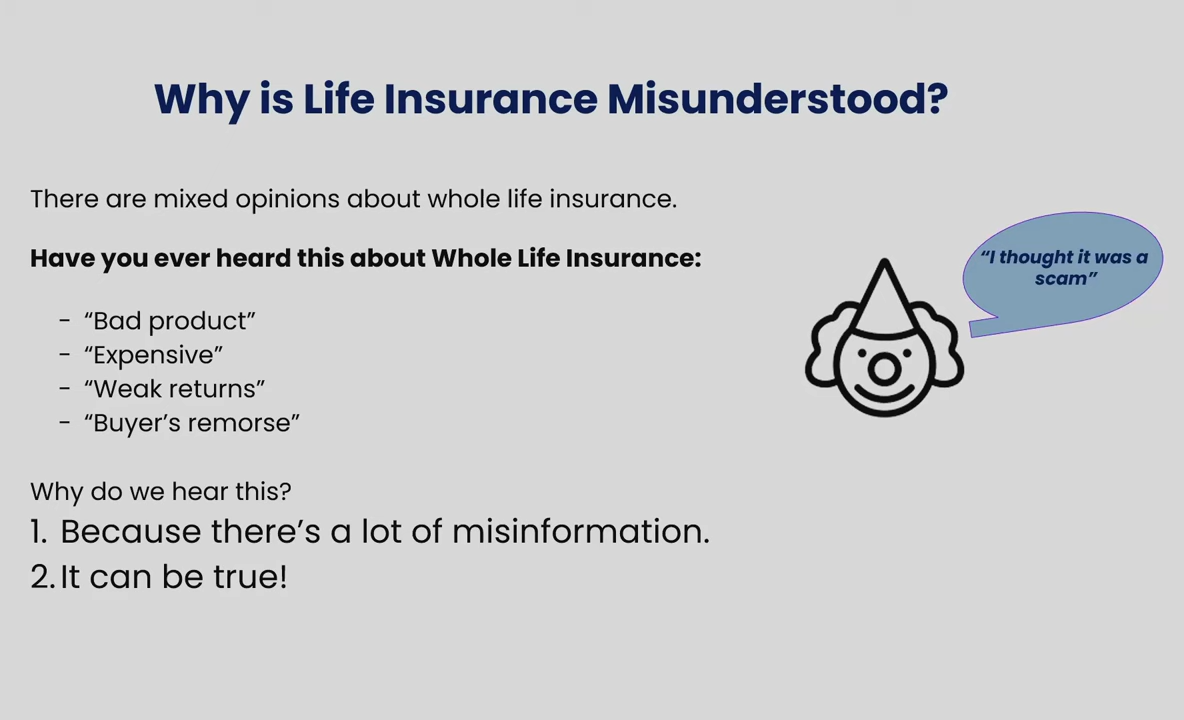 Why is Life Insurance Misunderstood?
There are mixed opinions about whole life insurance.
Have you ever heard this about Whole Life Insurance:
- “Bad product”
- “Expensive”
- “Weak returns”
- “Buyer’s remorse”
“I thought it was a
scam”
Why do we hear this?
1. Because there’s a lot of misinformation.
2. It can be true!